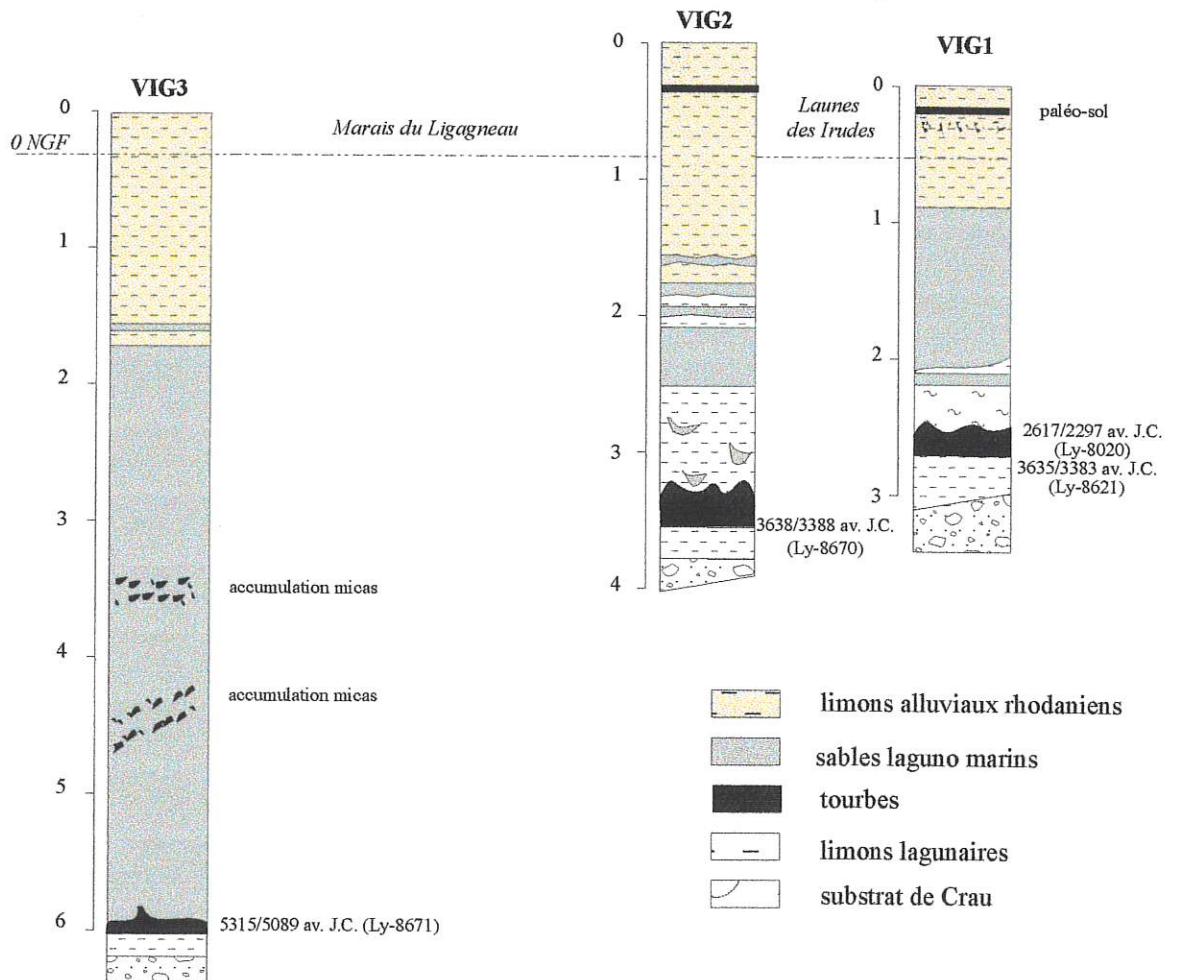 VIG3
0
0 NGF
1
2
3
4
5
6
Marais du Ligagneau
accumulation micas
accumulation micas
5315/5089 av. J.C. (Ly-8671)
VIG2
0
1
2
3
4
3638/3388 av. J.C.
(Ly-8670)
Launes
des Irudes
VIG1
0
1
2
3
paléo-sol
2617/2297 av. J.C.
(Ly-8020)
3635/3383 av. J.C.
(Ly-8621)
limons alluviaux rhodaniens
sables laguno marins
tourbes
limons lagunaires
substrat de Crau